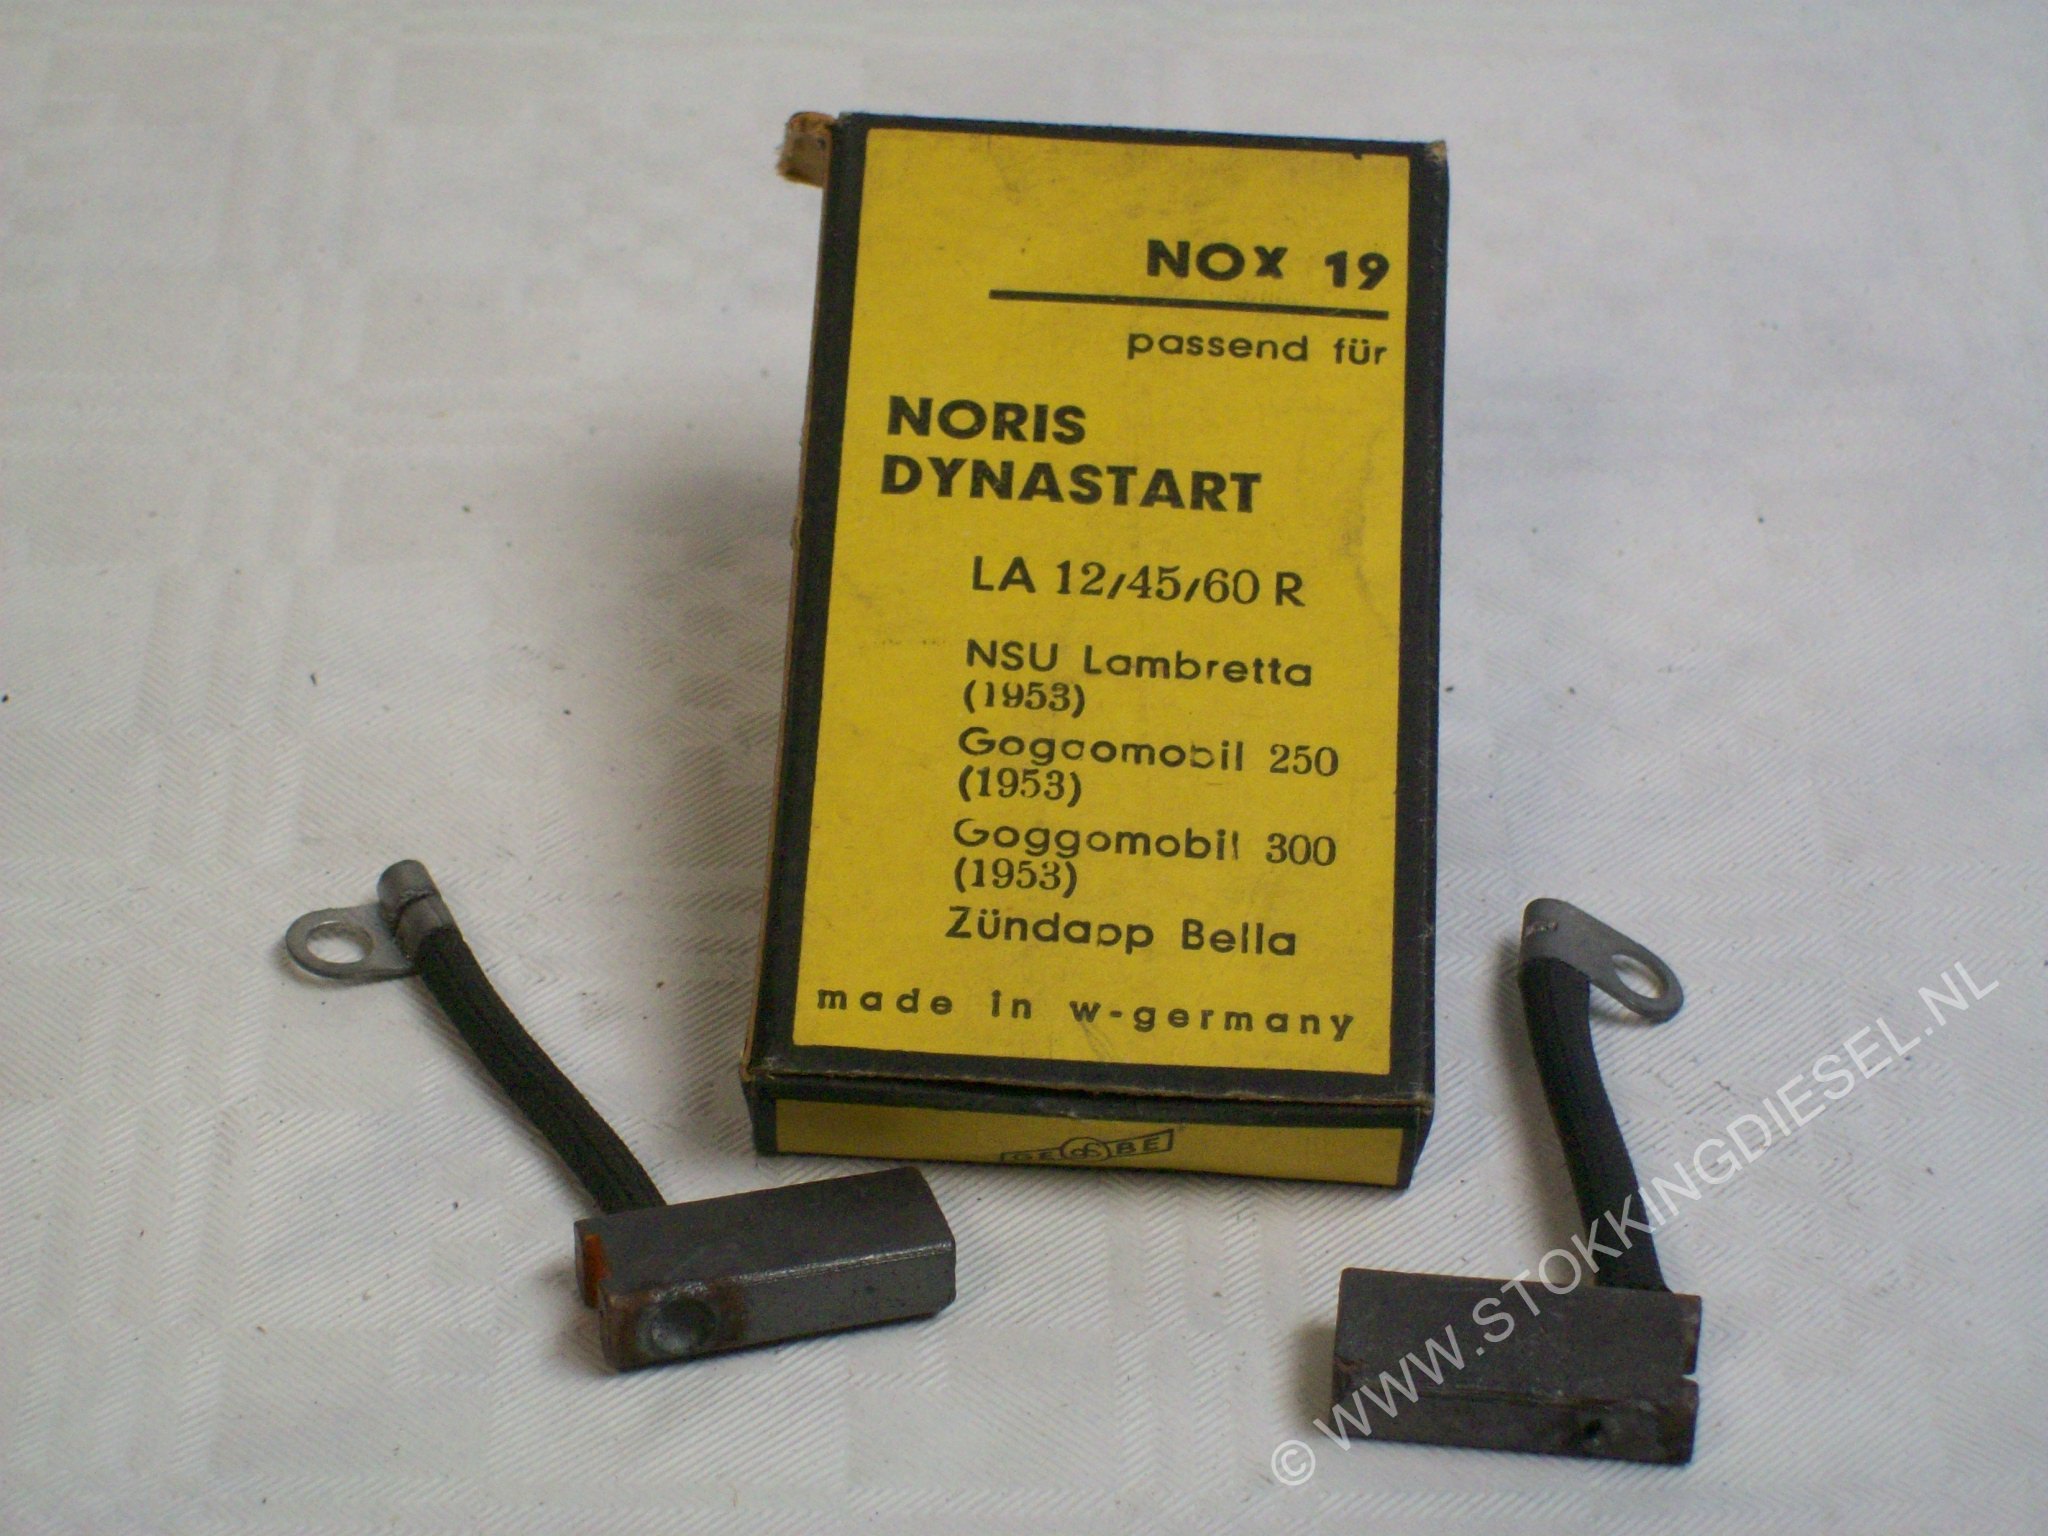 NOX 19
passend für
NORIS
DYNASTART
LA 12/45/60 R
NSU Lambretta
(1953)
Goggomobil 250
(1953)
Goggomobil 300
(1953)
Zündapp Bella
made in w-germany
GEBE
© WWW.STOKKINGDIESEL.NL